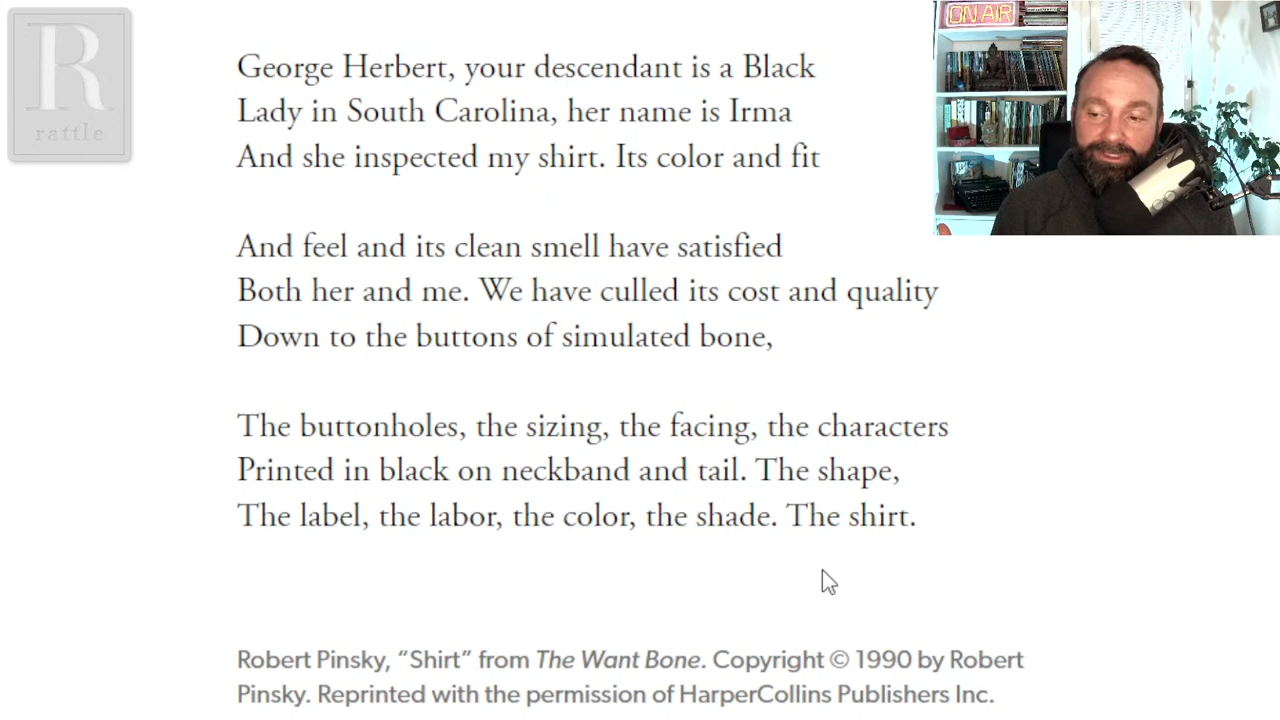 R
rattle
ON AIR
George Herbert, your descendant is a Black
Lady in South Carolina, her name is Irma
And she inspected my shirt. Its color and fit
And feel and its clean smell have satisfied
Both her and me. We have culled its cost and quality
Down to the buttons of simulated bone,
The buttonholes, the sizing, the facing, the characters
Printed in black on neckband and tail. The shape,
The label, the labor, the color, the shade. The shirt.
Robert Pinsky, “Shirt” from The Want Bone. Copyright © 1990 by Robert
Pinsky. Reprinted with the permission of HarperCollins Publishers Inc.